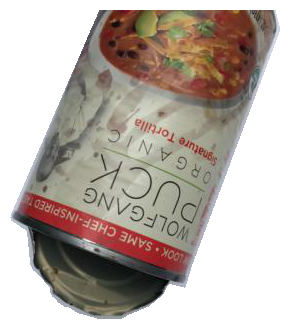 LOOK • SAME CHEF-INSPIRED TA
WOLFGANG
PUCK
ORGANIC
Signature Tortilla